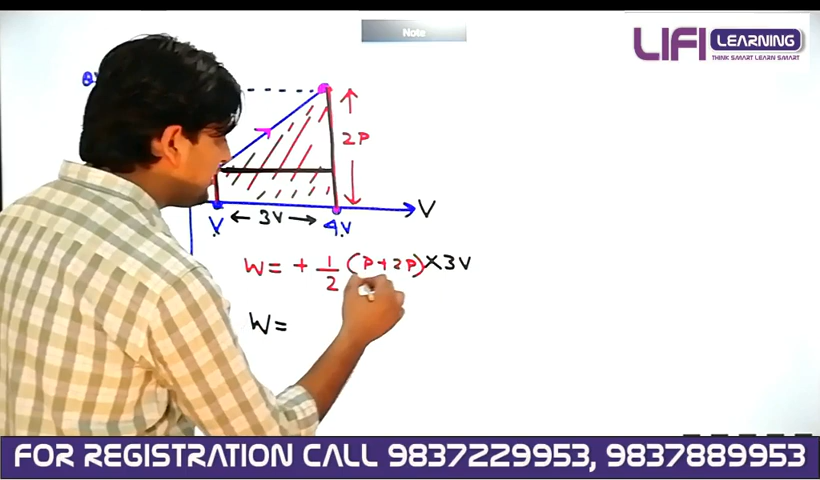 Note
LIFI LEARNING
THINK SMART LEARN SMART
2P
V
3V
V
4V
W = + 1/2 (P + 2P) × 3V
W =
FOR REGISTRATION CALL 9837229953, 9837889953